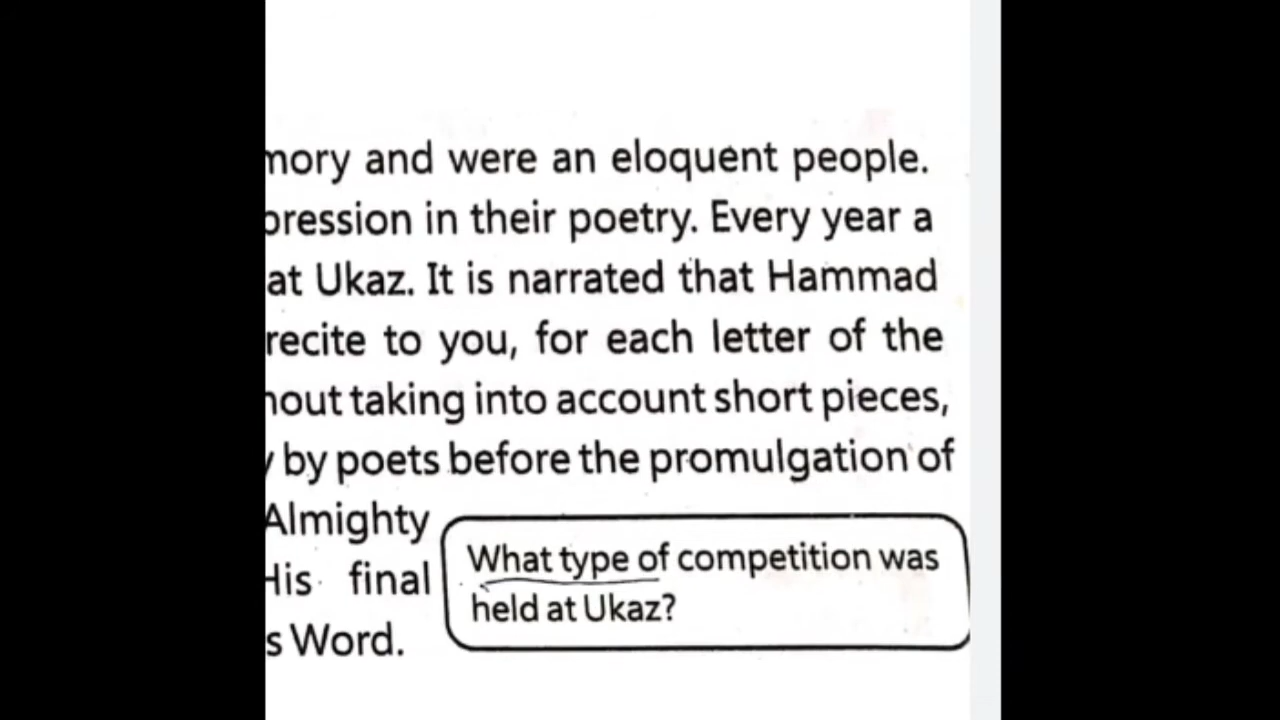 mory and were an eloquent people.
pression in their poetry. Every year a
at Ukaz. It is narrated that Hammad
recite to you, for each letter of the
hout taking into account short pieces,
y by poets before the promulgation of
Almighty
His final
s Word.
What type of competition was
held at Ukaz?